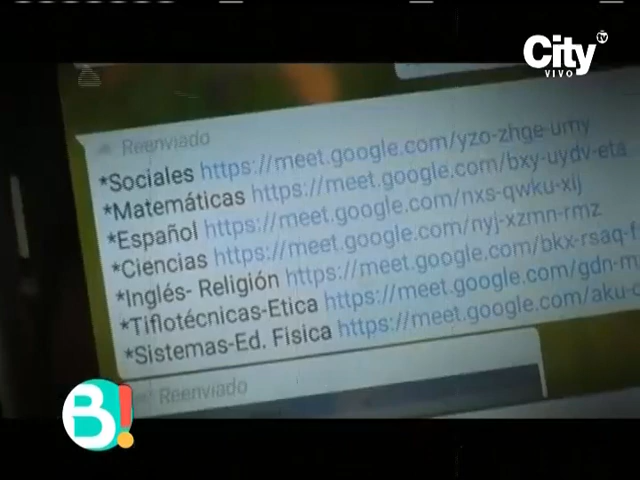 City tv
VIVO
Reenviado
*Sociales https://meet.google.com/yzo-zhge-umy
*Matemáticas https://meet.google.com/bxy-uydv-eta
*Español https://meet.google.com/nxs-qwku-xij
*Ciencias https://meet.google.com/nyj-xzmn-rmz
*Inglés- Religión https://meet.google.com/bkx-rsaq-f
*Tiflotécnicas-Etica https://meet.google.com/gdn-m
*Sistemas-Ed. Física https://meet.google.com/aku-
Reenviado
B!